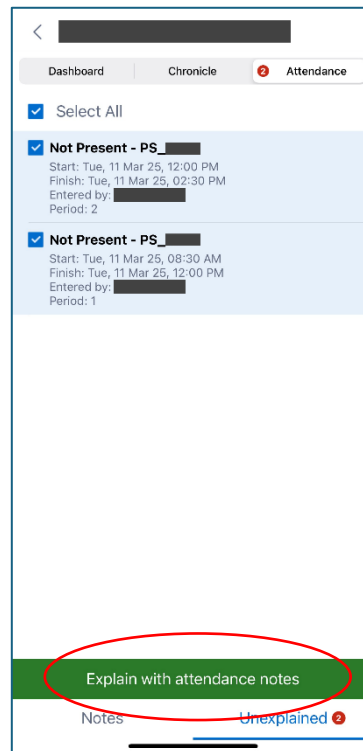 Dashboard Chronicle 2 Attendance
Select All
Not Present - PS_
Start: Tue, 11 Mar 25, 12:00 PM
Finish: Tue, 11 Mar 25, 02:30 PM
Entered by:
Period: 2
Not Present - PS_
Start: Tue, 11 Mar 25, 08:30 AM
Finish: Tue, 11 Mar 25, 12:00 PM
Entered by:
Period: 1
Explain with attendance notes
Notes Unexplained 2